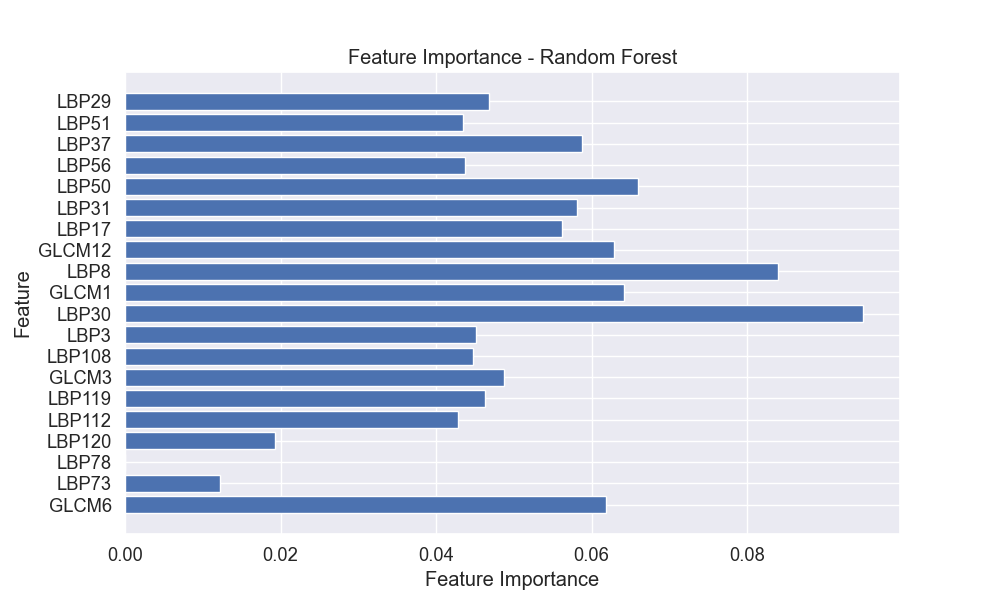 Feature Importance - Random Forest
LBP29
LBP51
LBP37
LBP56
LBP50
LBP31
LBP17
GLCM12
LBP8
GLCM1
LBP30
LBP3
LBP108
GLCM3
LBP119
LBP112
LBP120
LBP78
LBP73
GLCM6
Feature
0.00 0.02 0.04 0.06 0.08
Feature Importance